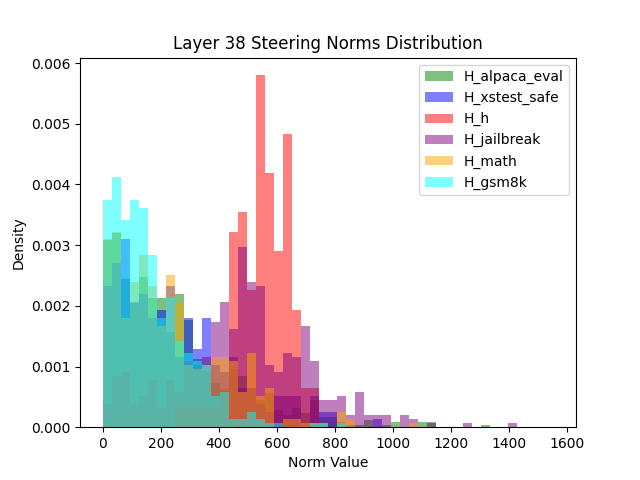 Layer 38 Steering Norms Distribution
0.006
0.005
0.004
0.003
0.002
0.001
0.000
Density
H_alpaca_eval
H_xstest_safe
H_h
H_jailbreak
H_math
H_gsm8k
0 200 400 600 800 1000 1200 1400 1600
Norm Value